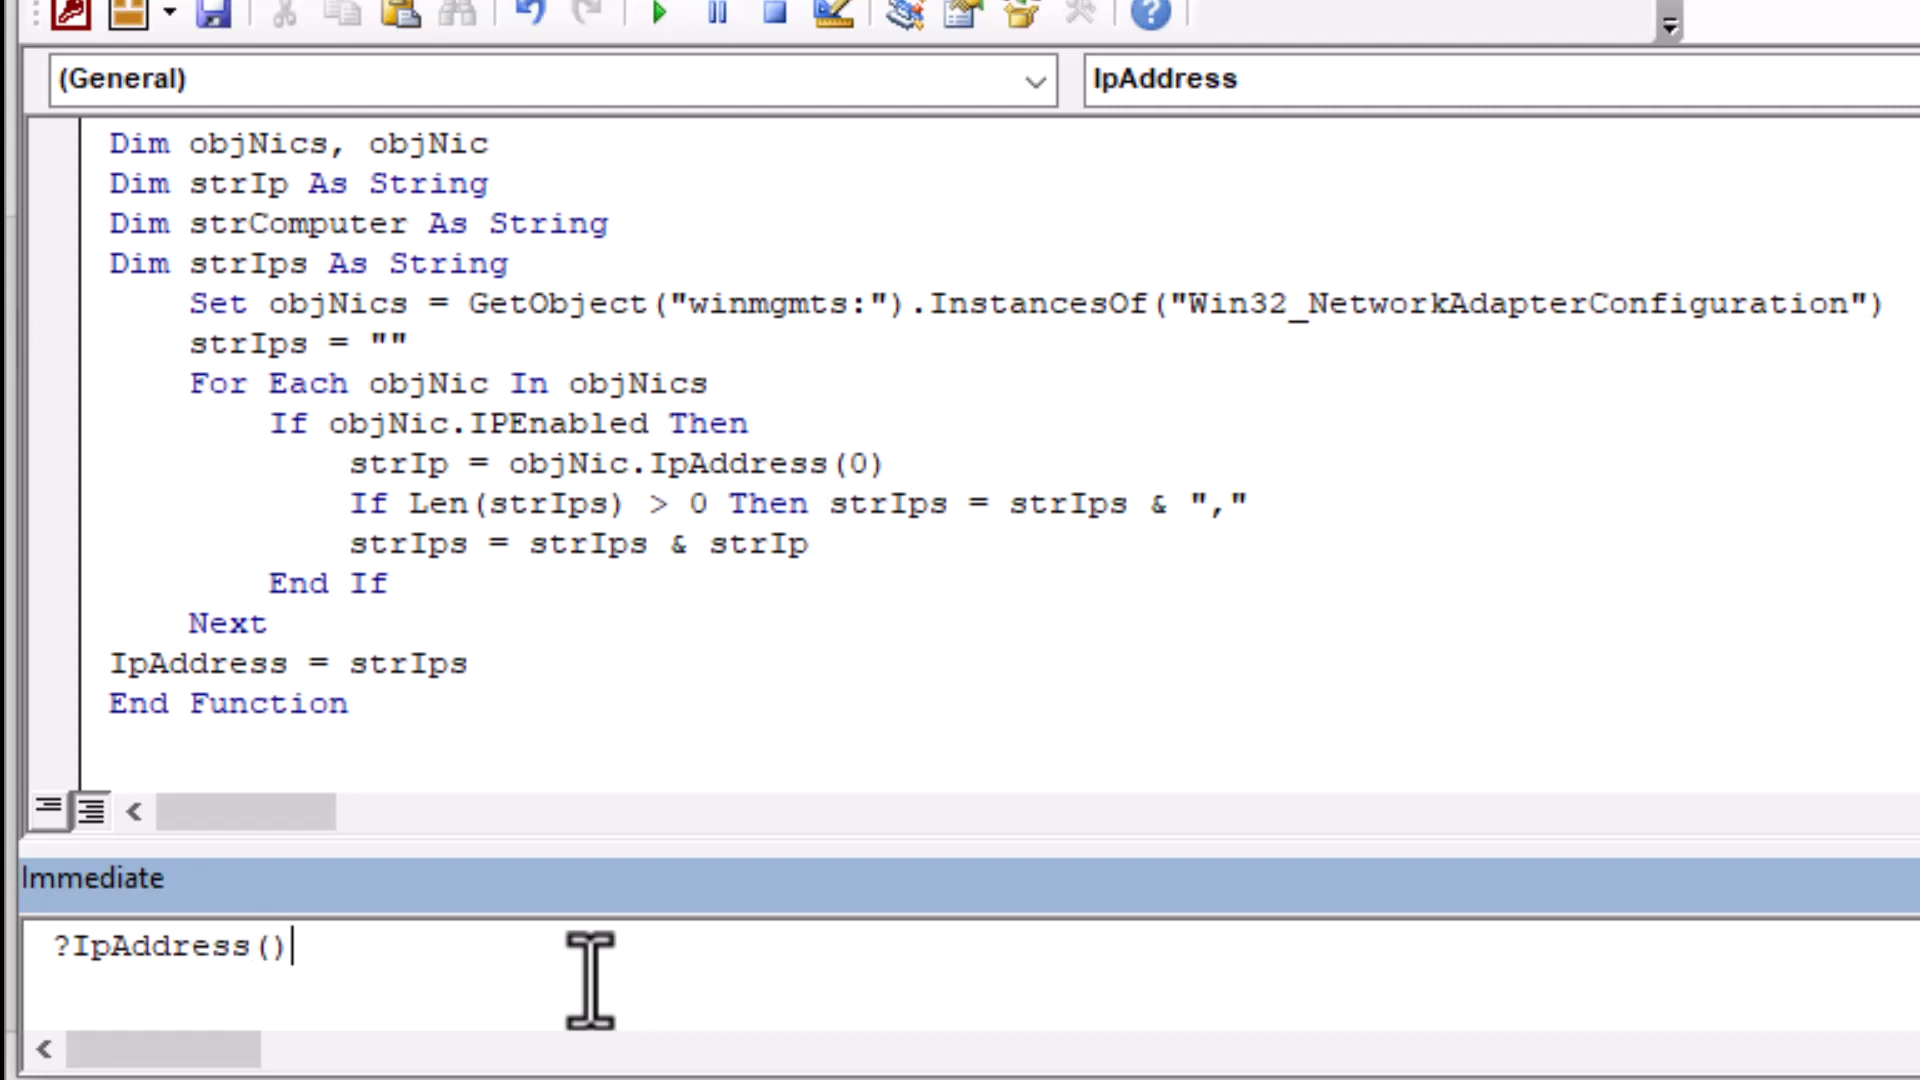 (General)
IpAddress
Dim objNics, objNic
Dim strIp As String
Dim strComputer As String
Dim strIps As String
Set objNics = GetObject("winmgmts:").InstancesOf("Win32_NetworkAdapterConfiguration")
strIps = ""
For Each objNic In objNics
If objNic.IPEnabled Then
strIp = objNic.IpAddress(0)
If Len(strIps) > 0 Then strIps = strIps & ","
strIps = strIps & strIp
End If
Next
IpAddress = strIps
End Function
Immediate
?IpAddress()